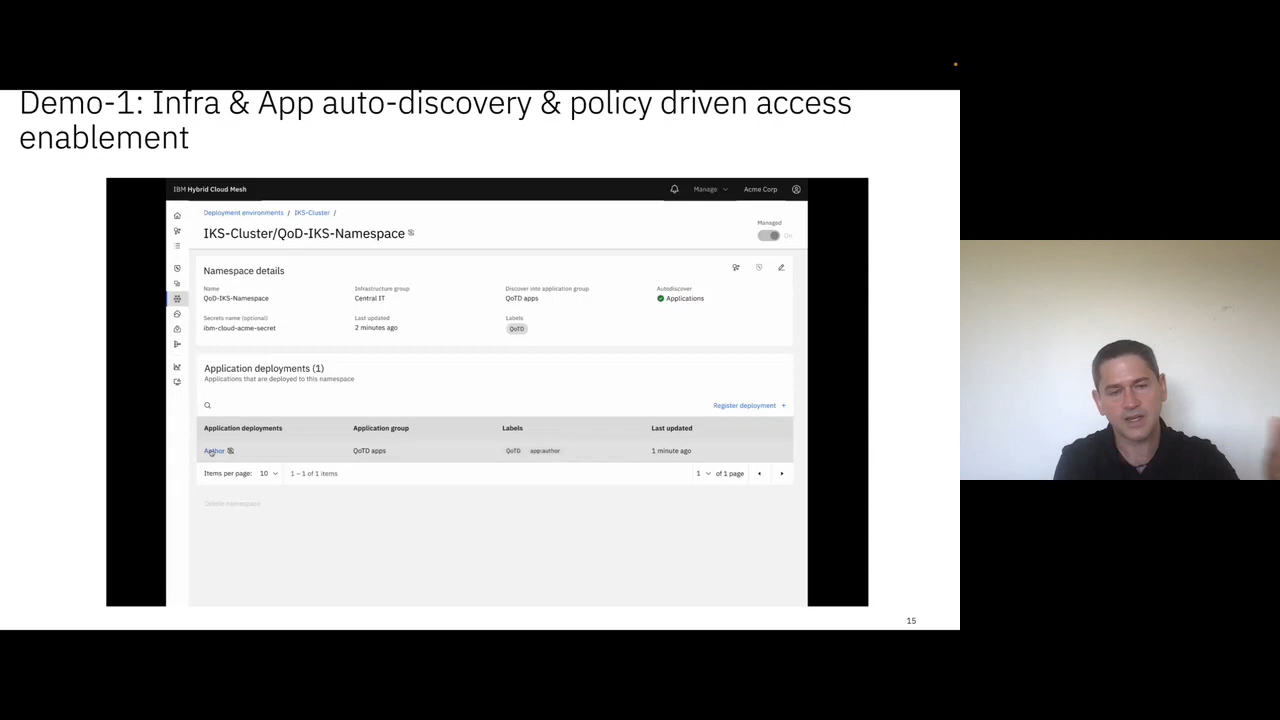 Demo-1: Infra & App auto-discovery & policy driven access
enablement
IBM Hybrid Cloud Mesh
Manage
Acme Corp
Deployment environments / IKS-Cluster /
IKS-Cluster/QoD-IKS-Namespace
Managed
On
Namespace details
Name
Infrastructure group
Discover into application group
Autodiscover
QoD-IKS-Namespace
Central IT
QoTD apps
Applications
Secrets name (optional)
Last updated
Labels
ibm-cloud-acme-secret
2 minutes ago
QoTD
Application deployments (1)
Applications that are deployed to this namespace
Register deployment +
Application deployments
Application group
Labels
Last updated
Author
QoTD apps
QoTD
app:author
1 minute ago
Items per page: 10
1 – 1 of 1 items
1 of 1 page
Delete namespace
15